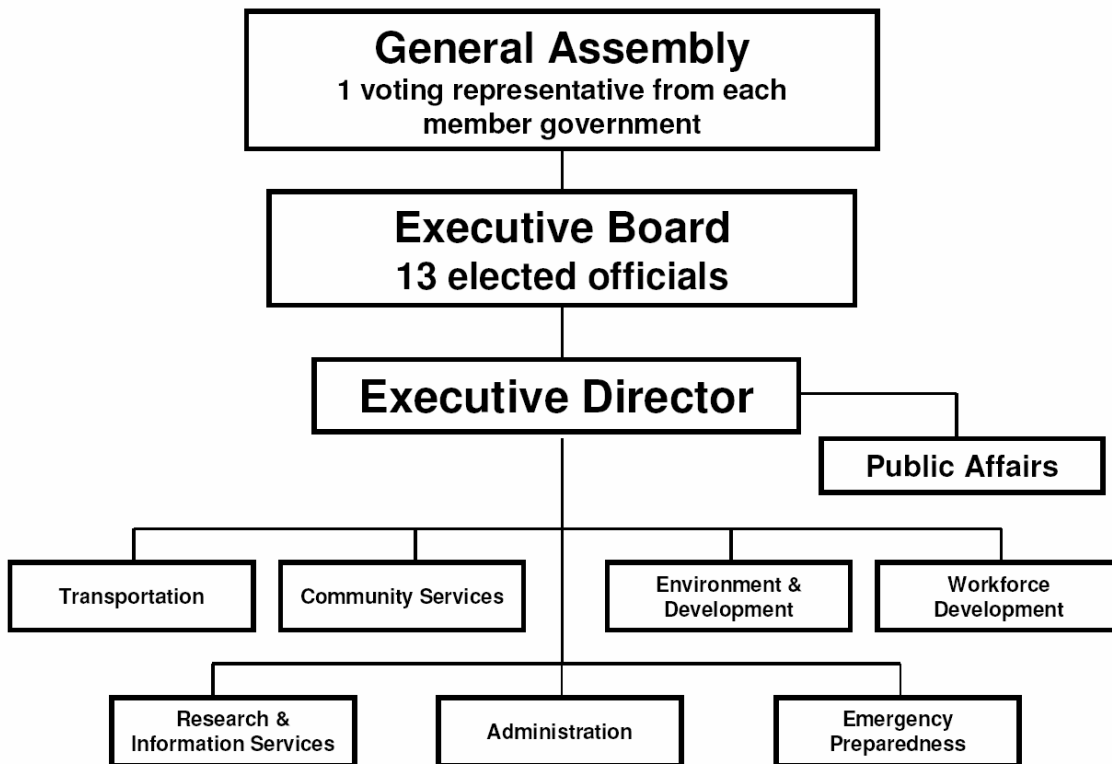 General Assembly
1 voting representative from each
member government
Executive Board
13 elected officials
Executive Director
Public Affairs
Transportation
Community Services
Environment &
Development
Workforce
Development
Research &
Information Services
Administration
Emergency
Preparedness